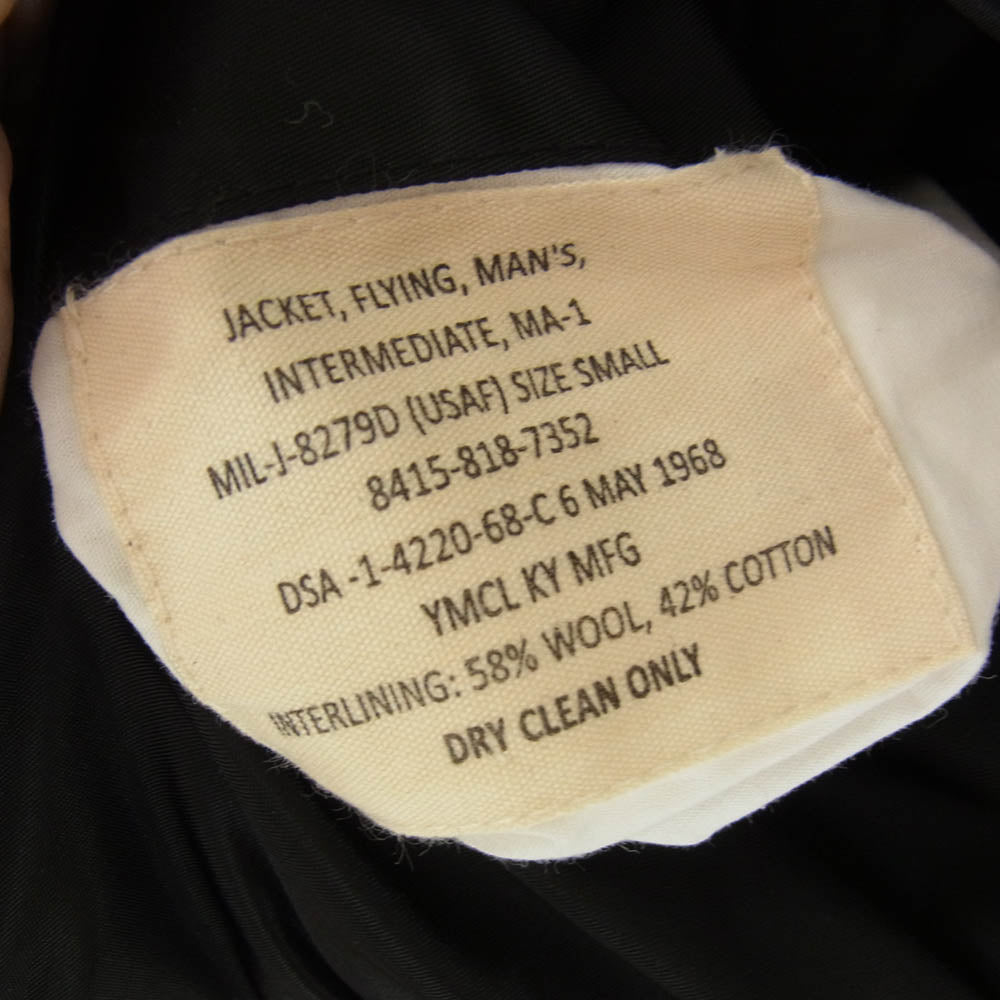 JACKET, FLYING, MAN'S,
INTERMEDIATE, MA-1
MIL-J-8279D (USAF) SIZE SMALL
8415-818-7352
DSA -1-4220-68-C 6 MAY 1968
YMCL KY MFG
INTERLINING: 58% WOOL, 42% COTTON
DRY CLEAN ONLY